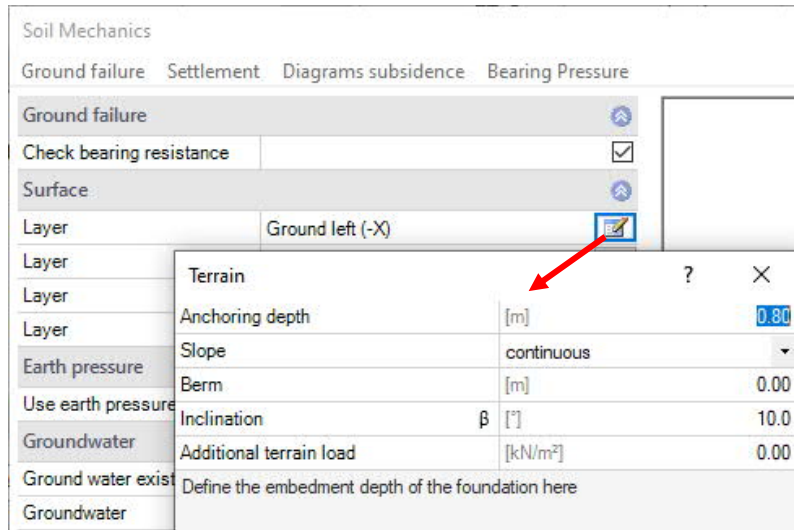 Soil Mechanics
Ground failure Settlement Diagrams subsidence Bearing Pressure
Ground failure
Check bearing resistance
Surface
Layer Ground left (-X)
Layer
Layer
Layer
Earth pressure
Use earth pressure
Groundwater
Ground water exist
Groundwater
Terrain ? X
Anchoring depth [m] 0.80
Slope continuous
Berm [m] 0.00
Inclination β [°] 10.0
Additional terrain load [kN/m²] 0.00
Define the embedment depth of the foundation here